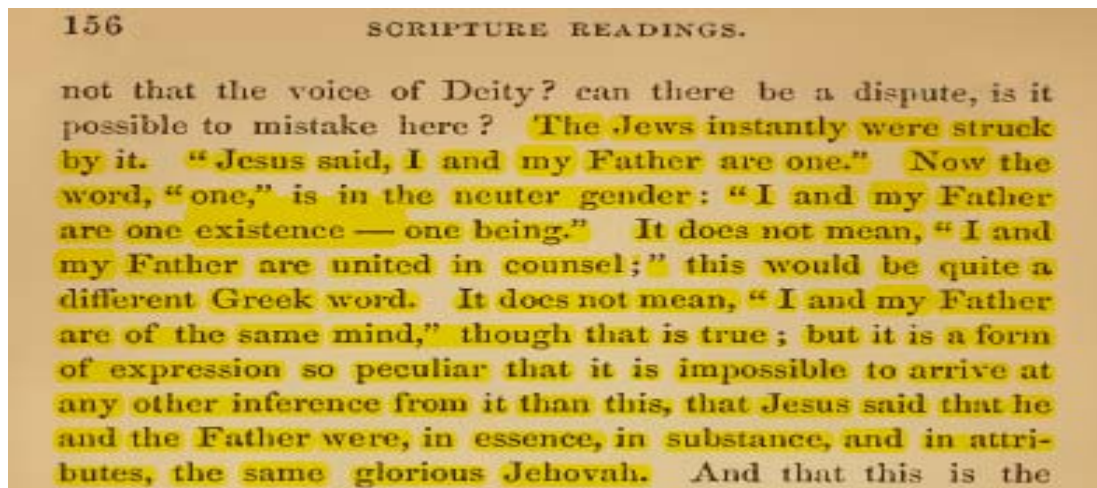 156 SCRIPTURE READINGS.
not that the voice of Deity? can there be a dispute, is it
possible to mistake here? The Jews instantly were struck
by it. “Jesus said, I and my Father are one.” Now the
word, “one,” is in the neuter gender: “I and my Father
are one existence — one being.” It does not mean, “I and
my Father are united in counsel;” this would be quite a
different Greek word. It does not mean, “I and my Father
are of the same mind,” though that is true; but it is a form
of expression so peculiar that it is impossible to arrive at
any other inference from it than this, that Jesus said that he
and the Father were, in essence, in substance, and in attri-
butes, the same glorious Jehovah. And that this is the